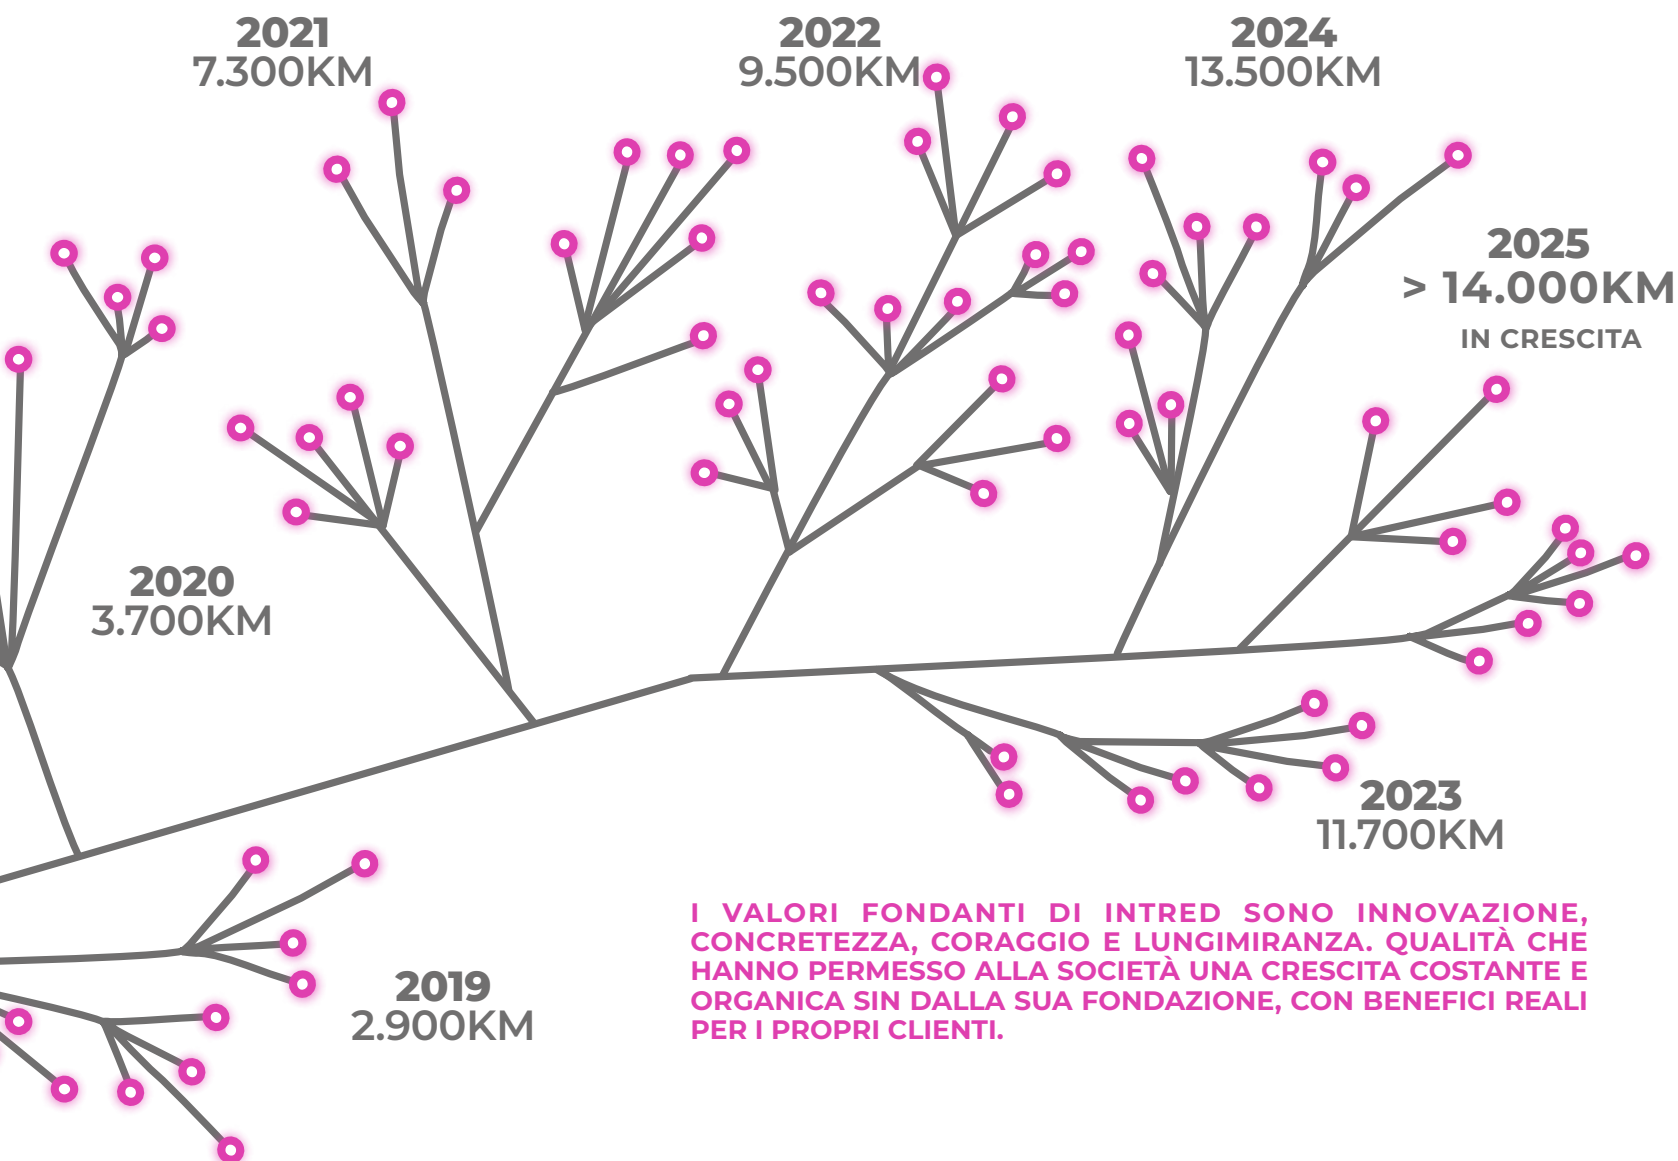 2021
7.300KM
2022
9.500KM
2024
13.500KM
2025
> 14.000KM
IN CRESCITA
2020
3.700KM
2023
11.700KM
2019
2.900KM
I VALORI FONDANTI DI INTRED SONO INNOVAZIONE,
CONCRETEZZA, CORAGGIO E LUNGIMIRANZA. QUALITÀ CHE
HANNO PERMESSO ALLA SOCIETÀ UNA CRESCITA COSTANTE E
ORGANICA SIN DALLA SUA FONDAZIONE, CON BENEFICI REALI
PER I PROPRI CLIENTI.